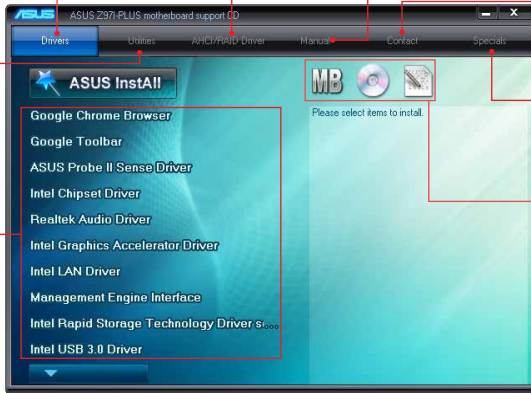 ASUS ASUS Z97I-PLUS motherboard support CD
Drivers Utilities AHCI/RAID Driver Manual Contact Specials
ASUS InstAll
MB
Google Chrome Browser
Please select items to install.
Google Toolbar
ASUS Probe II Sense Driver
Intel Chipset Driver
Realtek Audio Driver
Intel Graphics Accelerator Driver
Intel LAN Driver
Management Engine Interface
Intel Rapid Storage Technology Driver s...
Intel USB 3.0 Driver